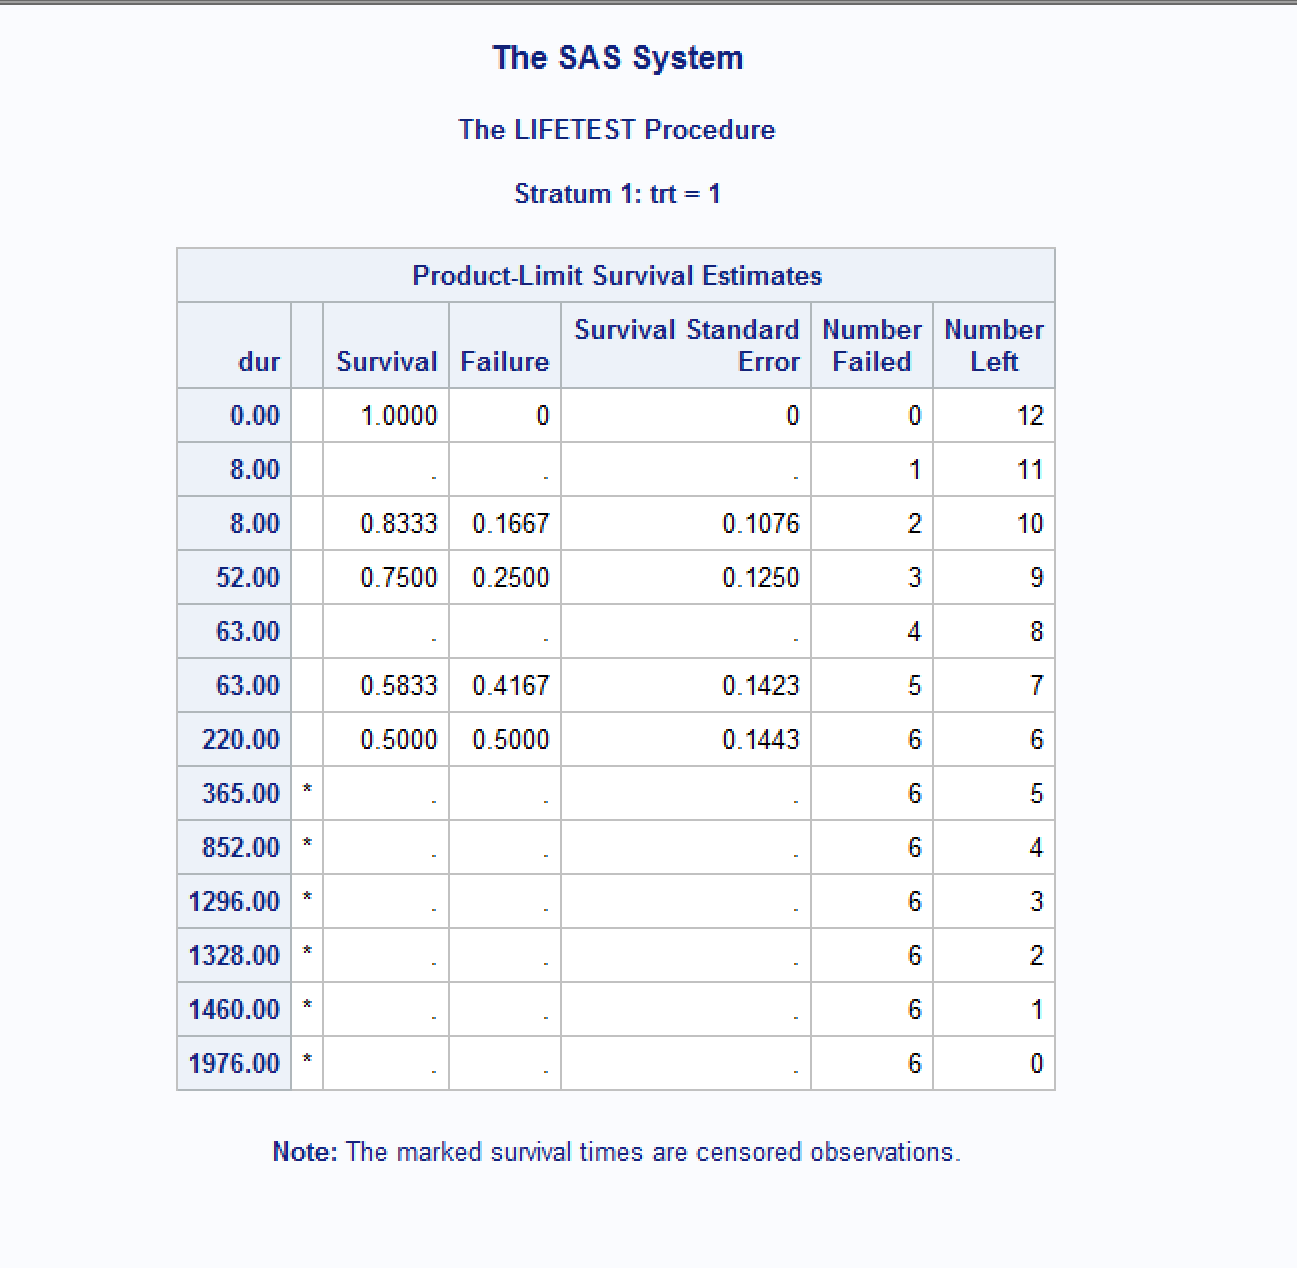 The SAS System
The LIFETEST Procedure
Stratum 1: trt = 1
Product-Limit Survival Estimates
dur Survival Failure Survival Standard Error Number Failed Number Left
0.00 1.0000 0 0 0 12
8.00 . . . 1 11
8.00 0.8333 0.1667 0.1076 2 10
52.00 0.7500 0.2500 0.1250 3 9
63.00 . . . 4 8
63.00 0.5833 0.4167 0.1423 5 7
220.00 0.5000 0.5000 0.1443 6 6
365.00 * . . . 6 5
852.00 * . . . 6 4
1296.00 * . . . 6 3
1328.00 * . . . 6 2
1460.00 * . . . 6 1
1976.00 * . . . 6 0
Note: The marked survival times are censored observations.